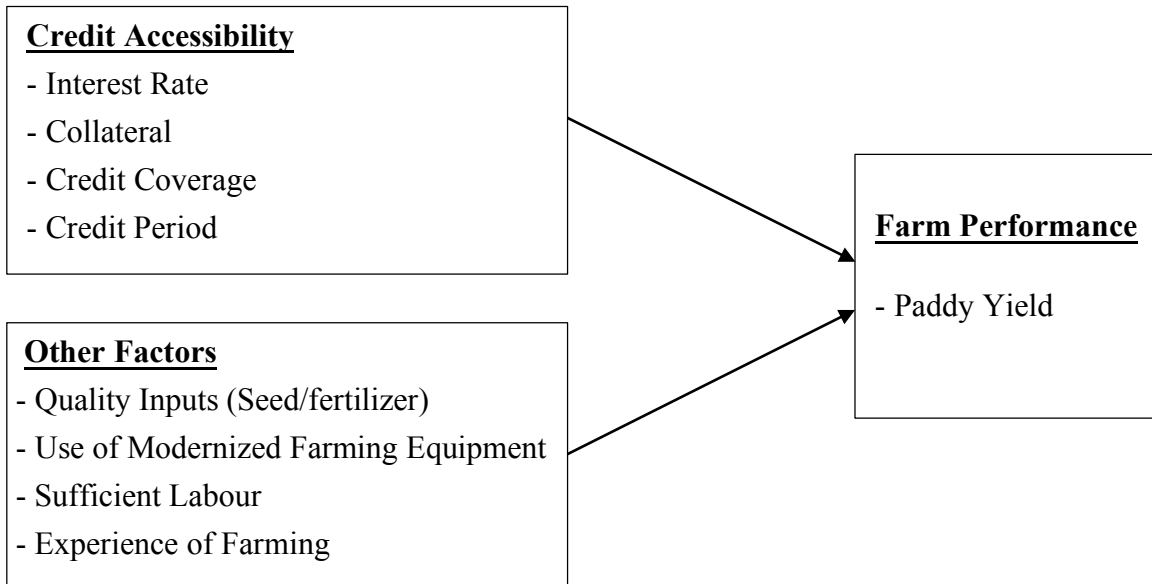 Credit Accessibility
- Interest Rate
- Collateral
- Credit Coverage
- Credit Period
Other Factors
- Quality Inputs (Seed/fertilizer)
- Use of Modernized Farming Equipment
- Sufficient Labour
- Experience of Farming
Farm Performance
- Paddy Yield